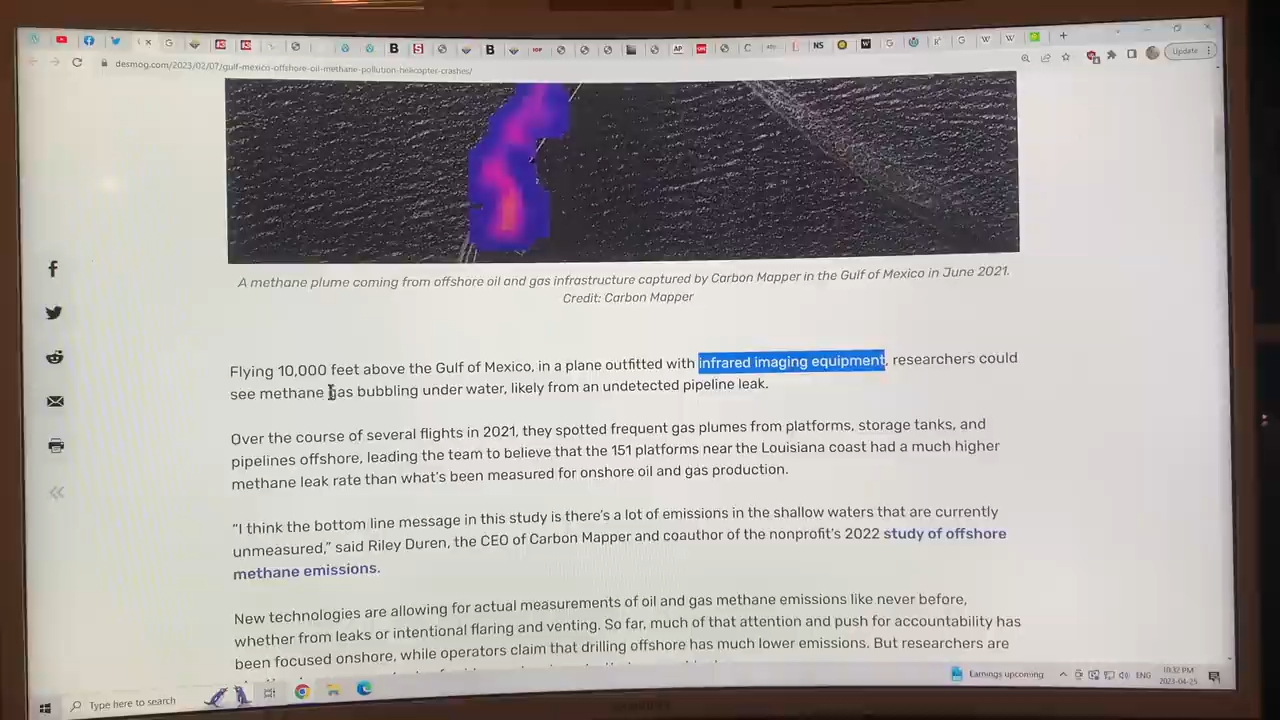 Update
desmog.com/2023/02/07/gulf-mexico-offshore-oil-methane-pollution-helicopter-crashes/
A methane plume coming from offshore oil and gas infrastructure captured by Carbon Mapper in the Gulf of Mexico in June 2021.
Credit: Carbon Mapper
Flying 10,000 feet above the Gulf of Mexico, in a plane outfitted with infrared imaging equipment, researchers could
see methane gas bubbling under water, likely from an undetected pipeline leak.
Over the course of several flights in 2021, they spotted frequent gas plumes from platforms, storage tanks, and
pipelines offshore, leading the team to believe that the 151 platforms near the Louisiana coast had a much higher
methane leak rate than what's been measured for onshore oil and gas production.
"I think the bottom line message in this study is there's a lot of emissions in the shallow waters that are currently
unmeasured," said Riley Duren, the CEO of Carbon Mapper and coauthor of the nonprofit's 2022 study of offshore
methane emissions.
New technologies are allowing for actual measurements of oil and gas methane emissions like never before,
whether from leaks or intentional flaring and venting. So far, much of that attention and push for accountability has
been focused onshore, while operators claim that drilling offshore has much lower emissions. But researchers are
Type here to search
Earnings upcoming
ENG
10:32 PM
2023-04-25